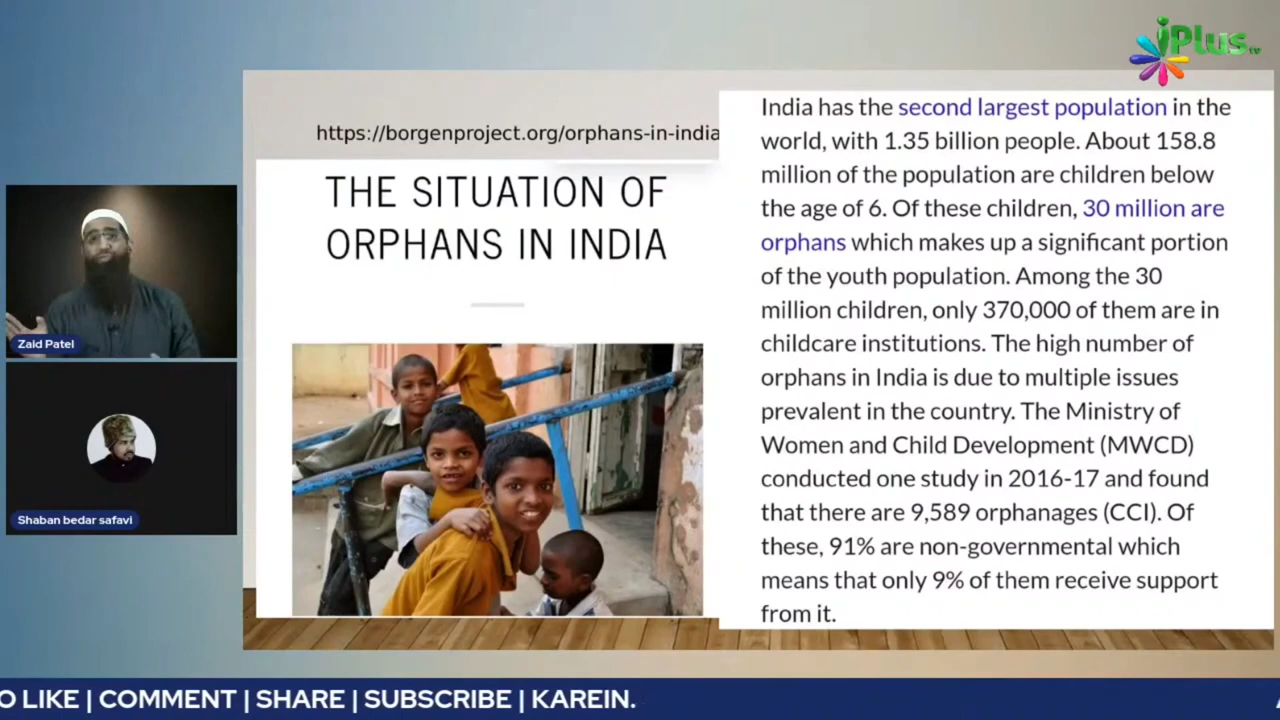 iPlus tv
https://borgenproject.org/orphans-in-india
THE SITUATION OF
ORPHANS IN INDIA
India has the second largest population in the
world, with 1.35 billion people. About 158.8
million of the population are children below
the age of 6. Of these children, 30 million are
orphans which makes up a significant portion
of the youth population. Among the 30
million children, only 370,000 of them are in
childcare institutions. The high number of
orphans in India is due to multiple issues
prevalent in the country. The Ministry of
Women and Child Development (MWCD)
conducted one study in 2016-17 and found
that there are 9,589 orphanages (CCI). Of
these, 91% are non-governmental which
means that only 9% of them receive support
from it.
Zaid Patel
Shaban bedar safavi
O LIKE | COMMENT | SHARE | SUBSCRIBE | KAREIN.